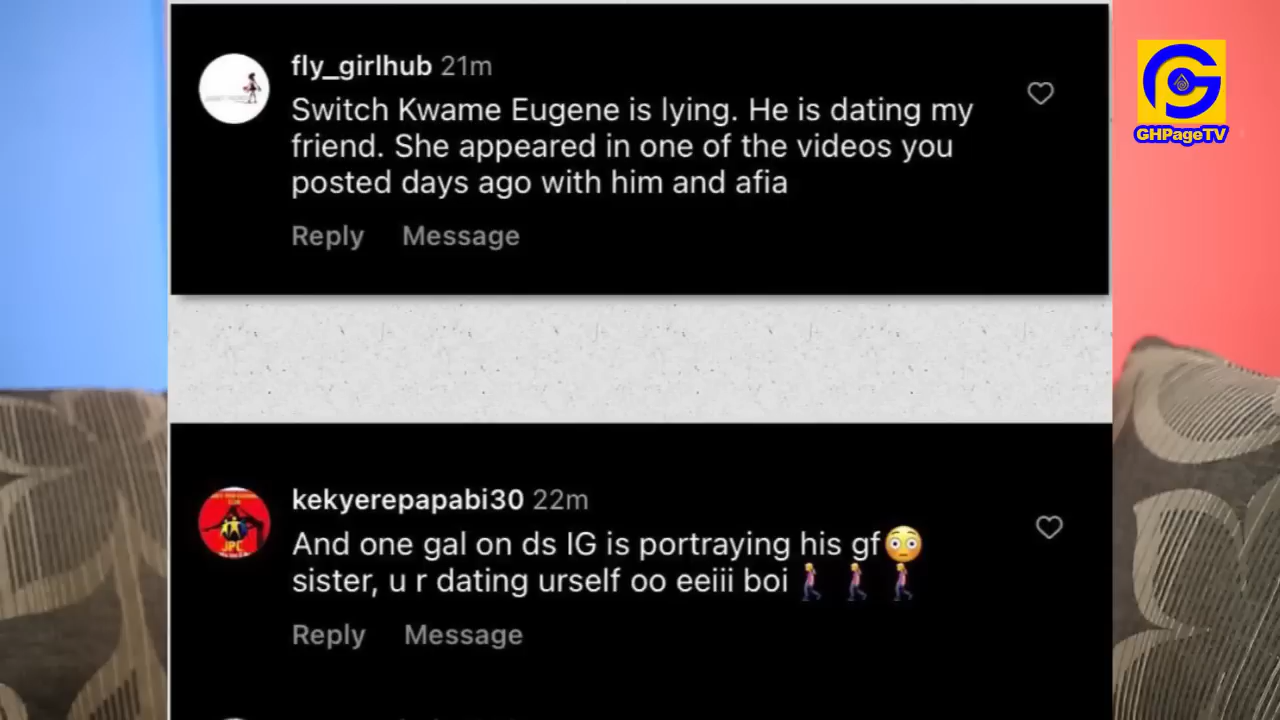 fly_girlhub 21m
Switch Kwame Eugene is lying. He is dating my
friend. She appeared in one of the videos you
posted days ago with him and afia
Reply Message
GHPageTV
kekyerepapabi30 22m
And one gal on ds IG is portraying his gf😳
sister, u r dating urself oo eeiii boi🚶‍♀️🚶‍♀️🚶‍♀️
Reply Message